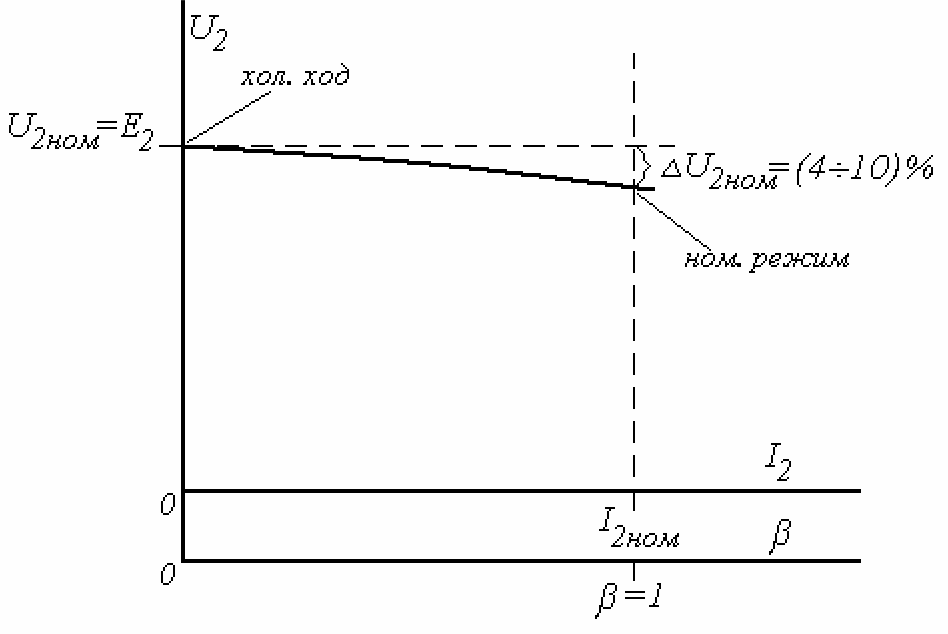 U₂
хол. ход
U₂ном=E₂
ΔU₂ном=(4÷10)%
ном. режим
I₂
0
I₂ном
β
0
β=1